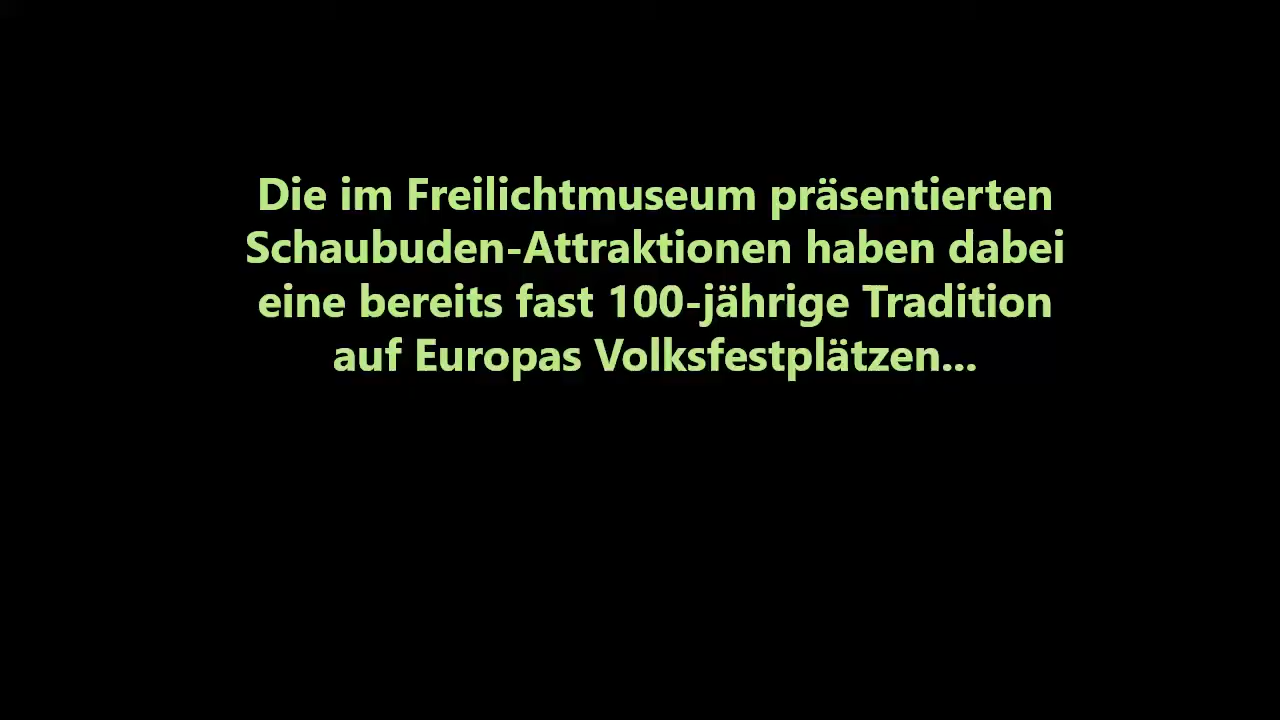 Die im Freilichtmuseum präsentierten
Schaubuden-Attraktionen haben dabei
eine bereits fast 100-jährige Tradition
auf Europas Volksfestplätzen...